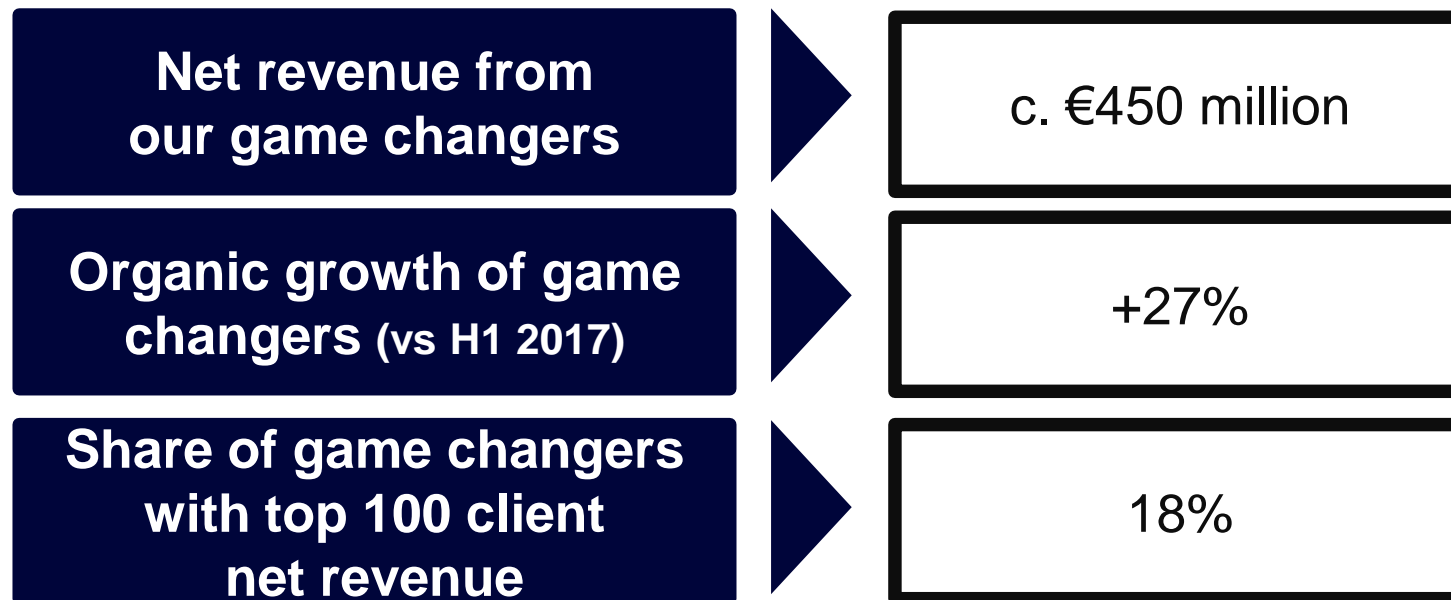 Net revenue from
our game changers
c. €450 million
Organic growth of game
changers (vs H1 2017)
+27%
Share of game changers
with top 100 client
net revenue
18%